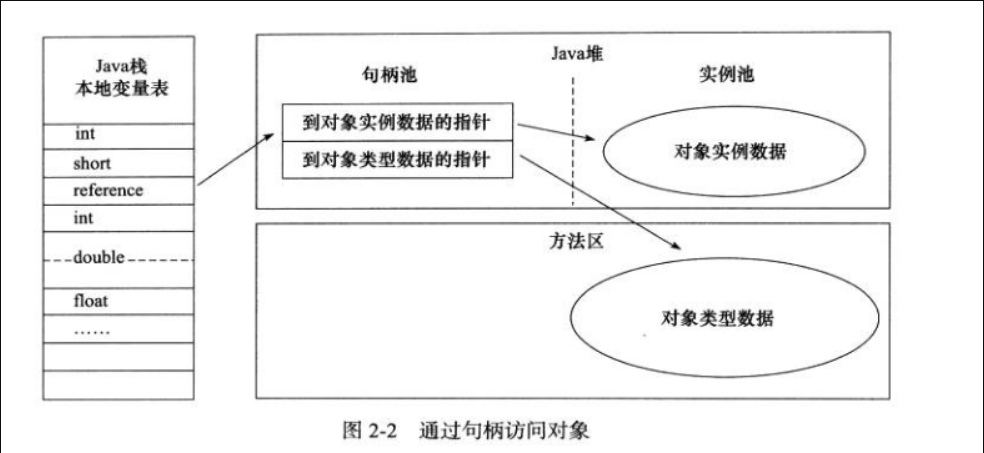 Java栈
本地变量表
int
short
reference
int
double
float
……
Java堆
句柄池
实例池
到对象实例数据的指针
到对象类型数据的指针
对象实例数据
方法区
对象类型数据
图 2-2 通过句柄访问对象